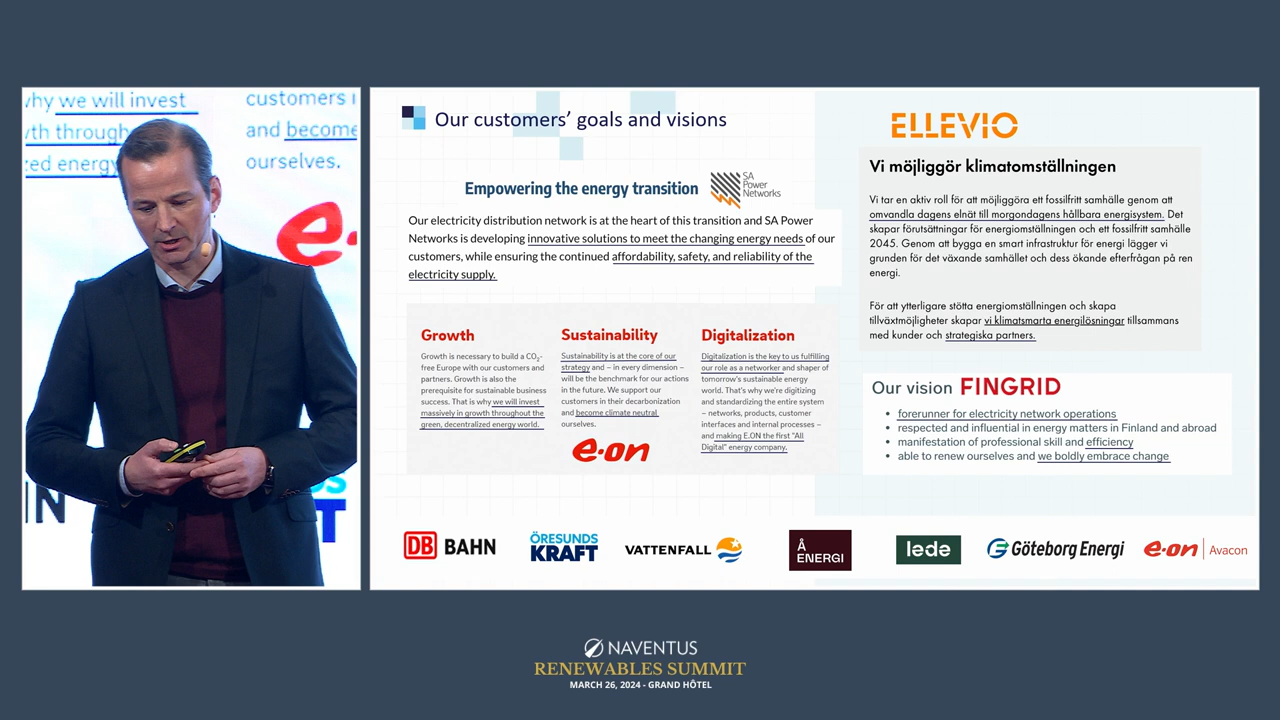 why we will invest
customers i
wth through
and become
zed energy
ourselves.
e
IN
US
FT
Our customers' goals and visions
Empowering the energy transition
SA
Power
Networks
Our electricity distribution network is at the heart of this transition and SA Power
Networks is developing innovative solutions to meet the changing energy needs of our
customers, while ensuring the continued affordability, safety, and reliability of the
electricity supply.
Growth
Growth is necessary to build a CO₂-
free Europe with our customers and
partners. Growth is also the
prerequisite for sustainable business
success. That is why we will invest
massively in growth throughout the
green, decentralized energy world.
Sustainability
Sustainability is at the core of our
strategy and – in every dimension –
will be the benchmark for our actions
in the future. We support our
customers in their decarbonization
and become climate neutral
ourselves.
e·on
Digitalization
Digitalization is the key to us fulfilling
our role as a networker and shaper of
tomorrow's sustainable energy
world. That's why we're digitizing
and standardizing the entire system
– networks, products, customer
interfaces and internal processes –
and making E.ON the first "All
Digital" energy company.
ELLEVIO
Vi möjliggör klimatomställningen
Vi tar en aktiv roll för att möjliggöra ett fossilfritt samhälle genom att
omvandla dagens elnät till morgondagens hållbara energisystem. Det
skapar förutsättningar för energiomställningen och ett fossilfritt samhälle
2045. Genom att bygga en smart infrastruktur för energi lägger vi
grunden för det växande samhället och dess ökande efterfrågan på ren
energi.
För att ytterligare stötta energiomställningen och skapa
tillväxtmöjligheter skapar vi klimatsmarta energilösningar tillsammans
med kunder och strategiska partners.
Our vision FINGRID
• forerunner for electricity network operations
• respected and influential in energy matters in Finland and abroad
• manifestation of professional skill and efficiency
• able to renew ourselves and we boldly embrace change
DB BAHN
ÖRESUNDS
KRAFT
VATTENFALL
Å
ENERGI
lede
Göteborg Energi
e·on | Avacon
NAVENTUS
RENEWABLES SUMMIT
MARCH 26, 2024 - GRAND HÔTEL